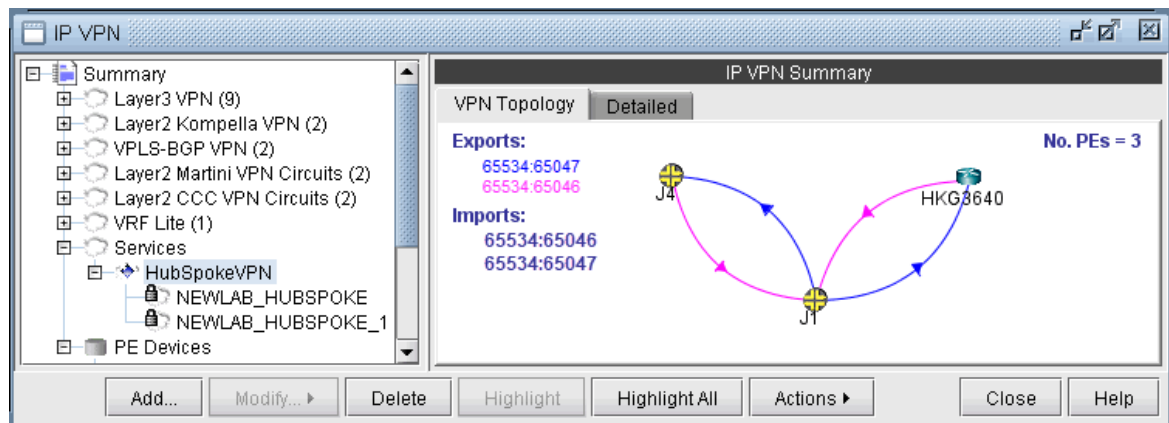 IP VPN
Summary
Layer3 VPN (9)
Layer2 Kompella VPN (2)
VPLS-BGP VPN (2)
Layer2 Martini VPN Circuits (2)
Layer2 CCC VPN Circuits (2)
VRF Lite (1)
Services
HubSpokeVPN
NEWLAB_HUBSPOKE
NEWLAB_HUBSPOKE_1
PE Devices
IP VPN Summary
VPN Topology Detailed
Exports:
65534:65047
65534:65046
Imports:
65534:65046
65534:65047
No. PEs = 3
J4
HKG3640
J1
Add... Modify... Delete Highlight Highlight All Actions Close Help